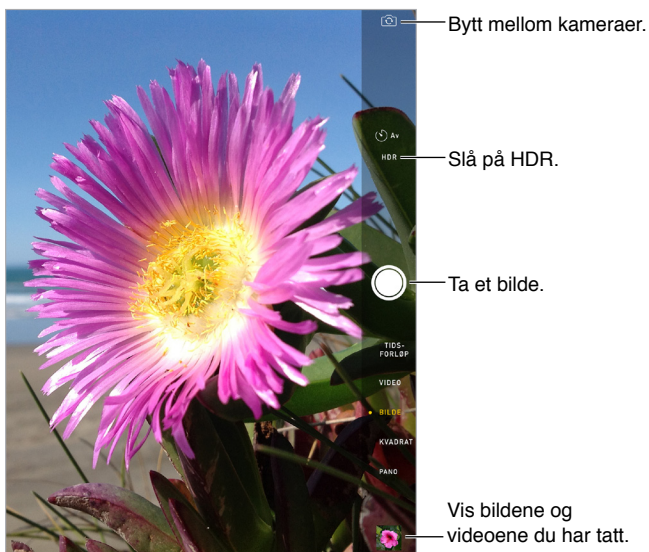 Bytt mellom kameraer.
Av
HDR
Slå på HDR.
Ta et bilde.
TIDS-
FORLØP
VIDEO
BILDE
KVADRAT
PANO
Vis bildene og
videoene du har tatt.